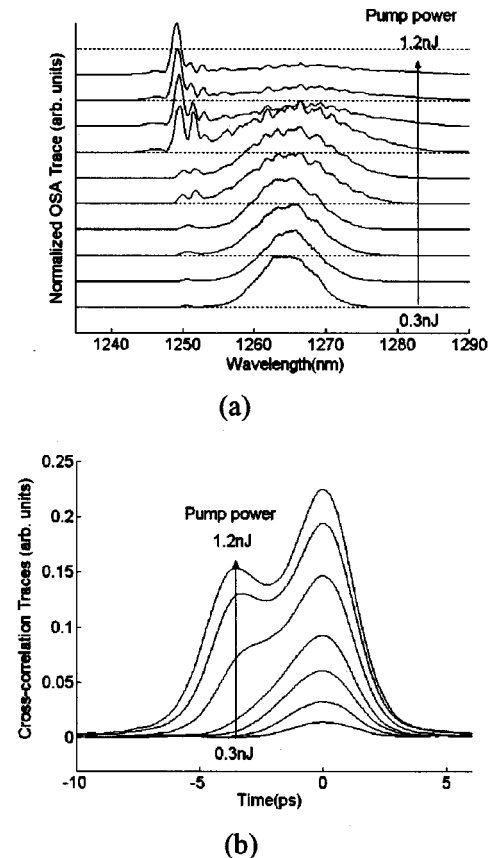 Pump power
1.2nJ
Normalized OSA Trace (arb. units)
0.3nJ
1240 1250 1260 1270 1280 1290
Wavelength(nm)
(a)
0.25
0.2
0.15
0.1
0.05
0
Cross-correlation Traces (arb. units)
Pump power
1.2nJ
0.3nJ
-10 -5 0 5
Time(ps)
(b)